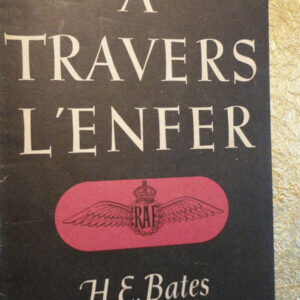 A
TRAVERS
L'ENFER
RAF
H.E. Bates